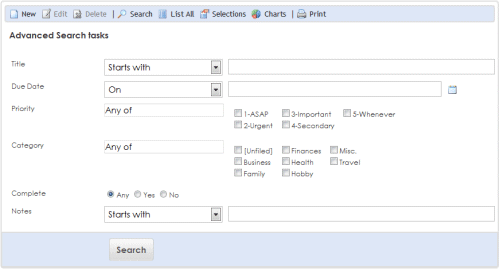 New Edit Delete | Search List All Selections Charts | Print
Advanced Search tasks
Title Starts with
Due Date On
Priority Any of 1-ASAP 3-Important 5-Whenever
2-Urgent 4-Secondary
Category Any of [Unfiled] Finances Misc.
Business Health Travel
Family Hobby
Complete Any Yes No
Notes Starts with
Search